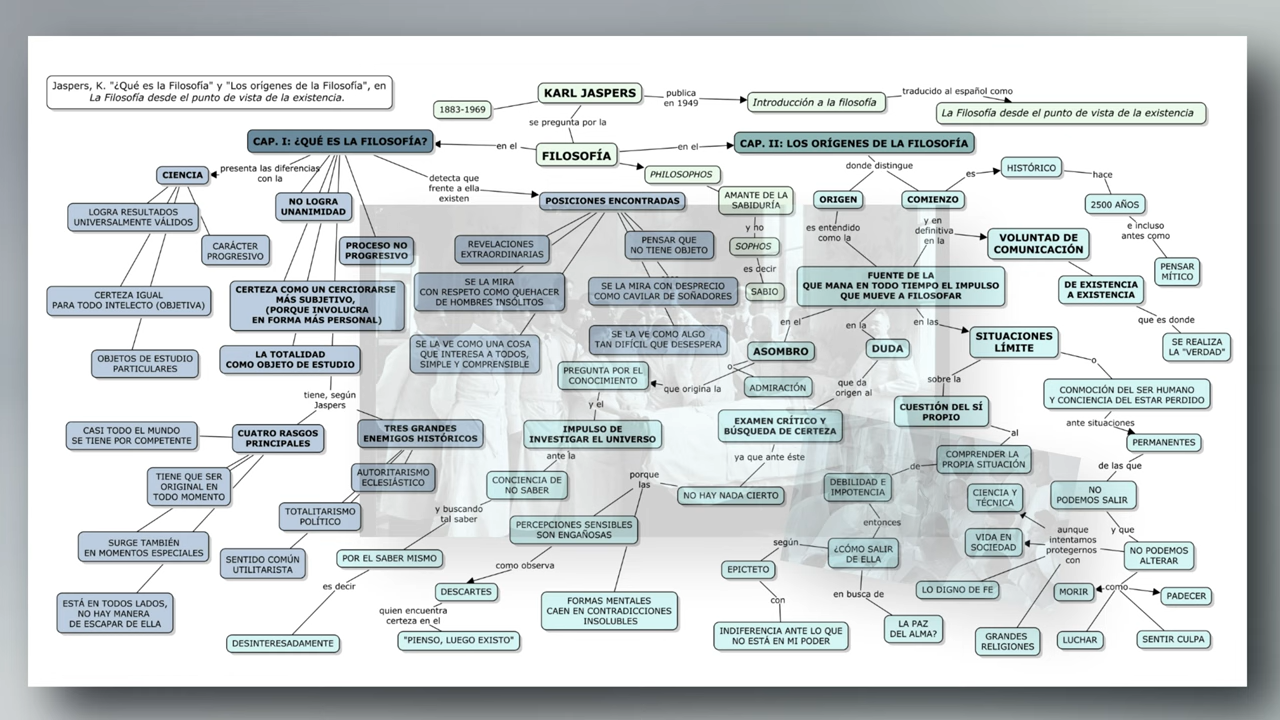 Jaspers, K. "¿Qué es la Filosofía" y "Los orígenes de la Filosofía", en
La Filosofía desde el punto de vista de la existencia.
1883-1969
KARL JASPERS
publica
en 1949
Introducción a la filosofía
traducido al español como
La Filosofía desde el punto de vista de la existencia
se pregunta por la
FILOSOFÍA
en el
en el
CAP. I: ¿QUÉ ES LA FILOSOFÍA?
CAP. II: LOS ORÍGENES DE LA FILOSOFÍA
PHILOSOPHOS
AMANTE DE LA
SABIDURÍA
y ho
SOPHOS
es decir
SABIO
presenta las diferencias
con la
CIENCIA
LOGRA RESULTADOS
UNIVERSALMENTE VÁLIDOS
CARÁCTER
PROGRESIVO
CERTEZA IGUAL
PARA TODO INTELECTO (OBJETIVA)
OBJETOS DE ESTUDIO
PARTICULARES
NO LOGRA
UNANIMIDAD
PROCESO NO
PROGRESIVO
CERTEZA COMO UN CERCIORARSE
MÁS SUBJETIVO,
(PORQUE INVOLUCRA
EN FORMA MÁS PERSONAL)
LA TOTALIDAD
COMO OBJETO DE ESTUDIO
tiene, según
Jaspers
CUATRO RASGOS
PRINCIPALES
CASI TODO EL MUNDO
SE TIENE POR COMPETENTE
TIENE QUE SER
ORIGINAL EN
TODO MOMENTO
SURGE TAMBIÉN
EN MOMENTOS ESPECIALES
ESTÁ EN TODOS LADOS,
NO HAY MANERA
DE ESCAPAR DE ELLA
TRES GRANDES
ENEMIGOS HISTÓRICOS
AUTORITARISMO
ECLESIÁSTICO
TOTALITARISMO
POLÍTICO
SENTIDO COMÚN
UTILITARISTA
detecta que
frente a ella
existen
POSICIONES ENCONTRADAS
REVELACIONES
EXTRAORDINARIAS
PENSAR QUE
NO TIENE OBJETO
SE LA MIRA
CON RESPETO COMO QUEHACER
DE HOMBRES INSÓLITOS
SE LA MIRA CON DESPRECIO
COMO CAVILAR DE SOÑADORES
SE LA VE COMO UNA COSA
QUE INTERESA A TODOS,
SIMPLE Y COMPRENSIBLE
SE LA VE COMO ALGO
TAN DIFÍCIL QUE DESESPERA
donde distingue
ORIGEN
COMIENZO
es
HISTÓRICO
hace
2500 AÑOS
e incluso
antes como
PENSAR
MÍTICO
y en
definitiva
en la
VOLUNTAD DE
COMUNICACIÓN
DE EXISTENCIA
A EXISTENCIA
que es donde
SE REALIZA
LA "VERDAD"
es entendido
como la
FUENTE DE LA
QUE MANA EN TODO TIEMPO EL IMPULSO
QUE MUEVE A FILOSOFAR
en el
en la
en las
ASOMBRO
DUDA
SITUACIONES
LÍMITE
o
ADMIRACIÓN
que origina la
PREGUNTA POR EL
CONOCIMIENTO
y el
IMPULSO DE
INVESTIGAR EL UNIVERSO
ante la
CONCIENCIA DE
NO SABER
y buscando
tal saber
POR EL SABER MISMO
es decir
DESINTERESADAMENTE
que da
origen al
EXAMEN CRÍTICO Y
BÚSQUEDA DE CERTEZA
ya que ante éste
NO HAY NADA CIERTO
porque
las
PERCEPCIONES SENSIBLES
SON ENGAÑOSAS
como observa
DESCARTES
quien encuentra
certeza en el
"PIENSO, LUEGO EXISTO"
FORMAS MENTALES
CAEN EN CONTRADICCIONES
INSOLUBLES
sobre la
CUESTIÓN DEL SÍ
PROPIO
al
COMPRENDER LA
PROPIA SITUACIÓN
de
DEBILIDAD E
IMPOTENCIA
entonces
¿CÓMO SALIR
DE ELLA?
según
EPICTETO
con
INDIFERENCIA ANTE LO QUE
NO ESTÁ EN MI PODER
en busca de
LA PAZ
DEL ALMA?
o
CONMOCIÓN DEL SER HUMANO
Y CONCIENCIA DEL ESTAR PERDIDO
ante situaciones
PERMANENTES
de las que
NO
PODEMOS SALIR
y que
NO PODEMOS
ALTERAR
aunque
intentamos
protegernos
con
CIENCIA Y
TÉCNICA
VIDA EN
SOCIEDAD
LO DIGNO DE FE
GRANDES
RELIGIONES
como
MORIR
PADECER
LUCHAR
SENTIR CULPA